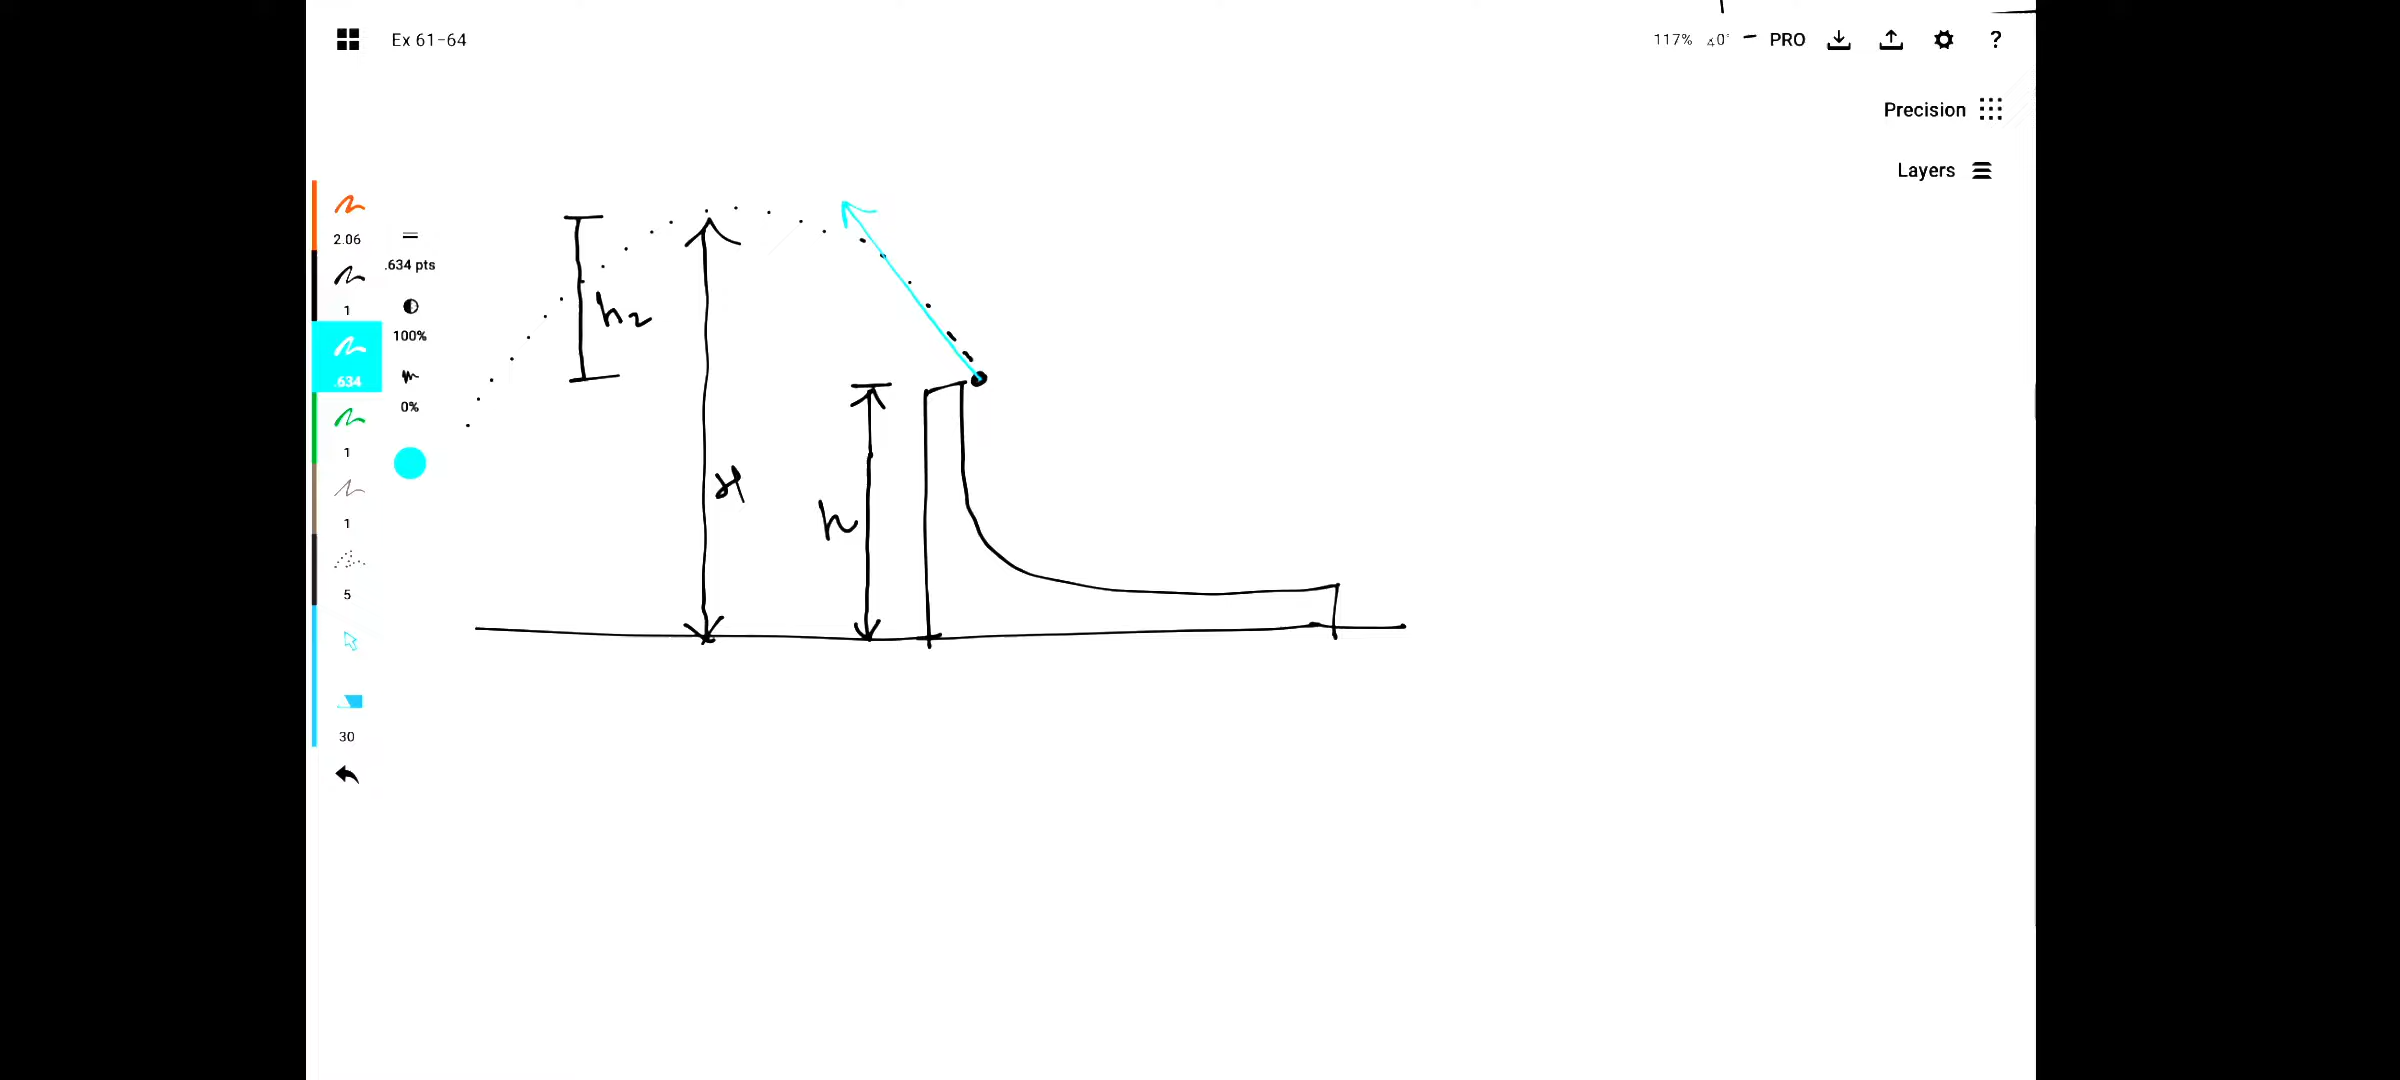 Ex 61-64
117% 40° PRO ?
Precision
Layers
2.06
.634 pts
1
100%
.634
0%
1
1
5
30
h2
H
h